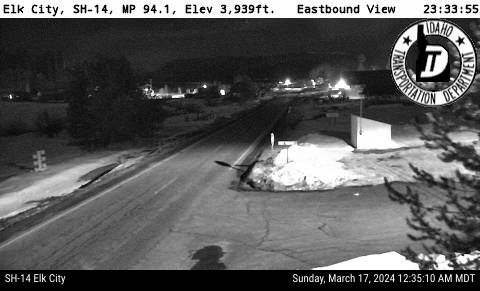 Elk City, SH-14, MP 94.1, Elev 3,939ft. Eastbound View 23:33:55
IDAHO
TRANSPORTATION DEPARTMENT
SH-14 Elk City Sunday, March 17, 2024 12:35:10 AM MDT